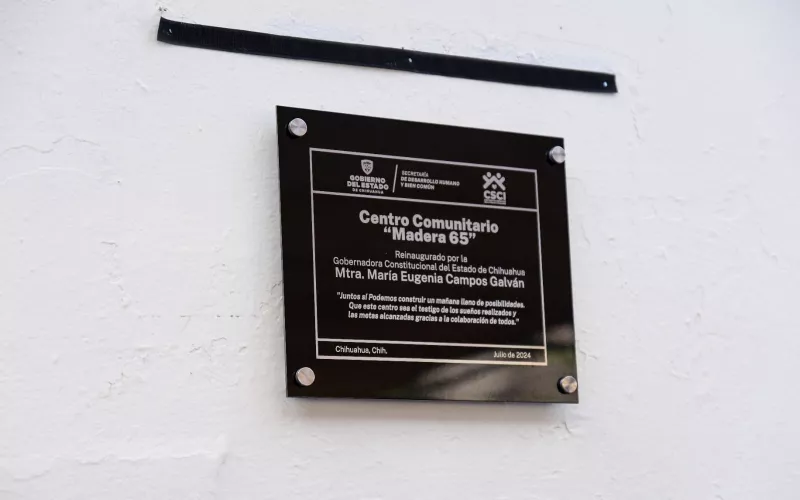 GOBIERNO
DEL ESTADO
DE CHIHUAHUA
SECRETARÍA
DE DESARROLLO HUMANO
Y BIEN COMÚN
CSCI
Centro Comunitario
“Madera 65”
Reinaugurado por la
Gobernadora Constitucional del Estado de Chihuahua
Mtra. María Eugenia Campos Galván
"Juntos sí Podemos construir un mañana lleno de posibilidades.
Que este centro sea el testigo de los sueños realizados y
las metas alcanzadas gracias a la colaboración de todos."
Chihuahua, Chih.
Julio de 2024